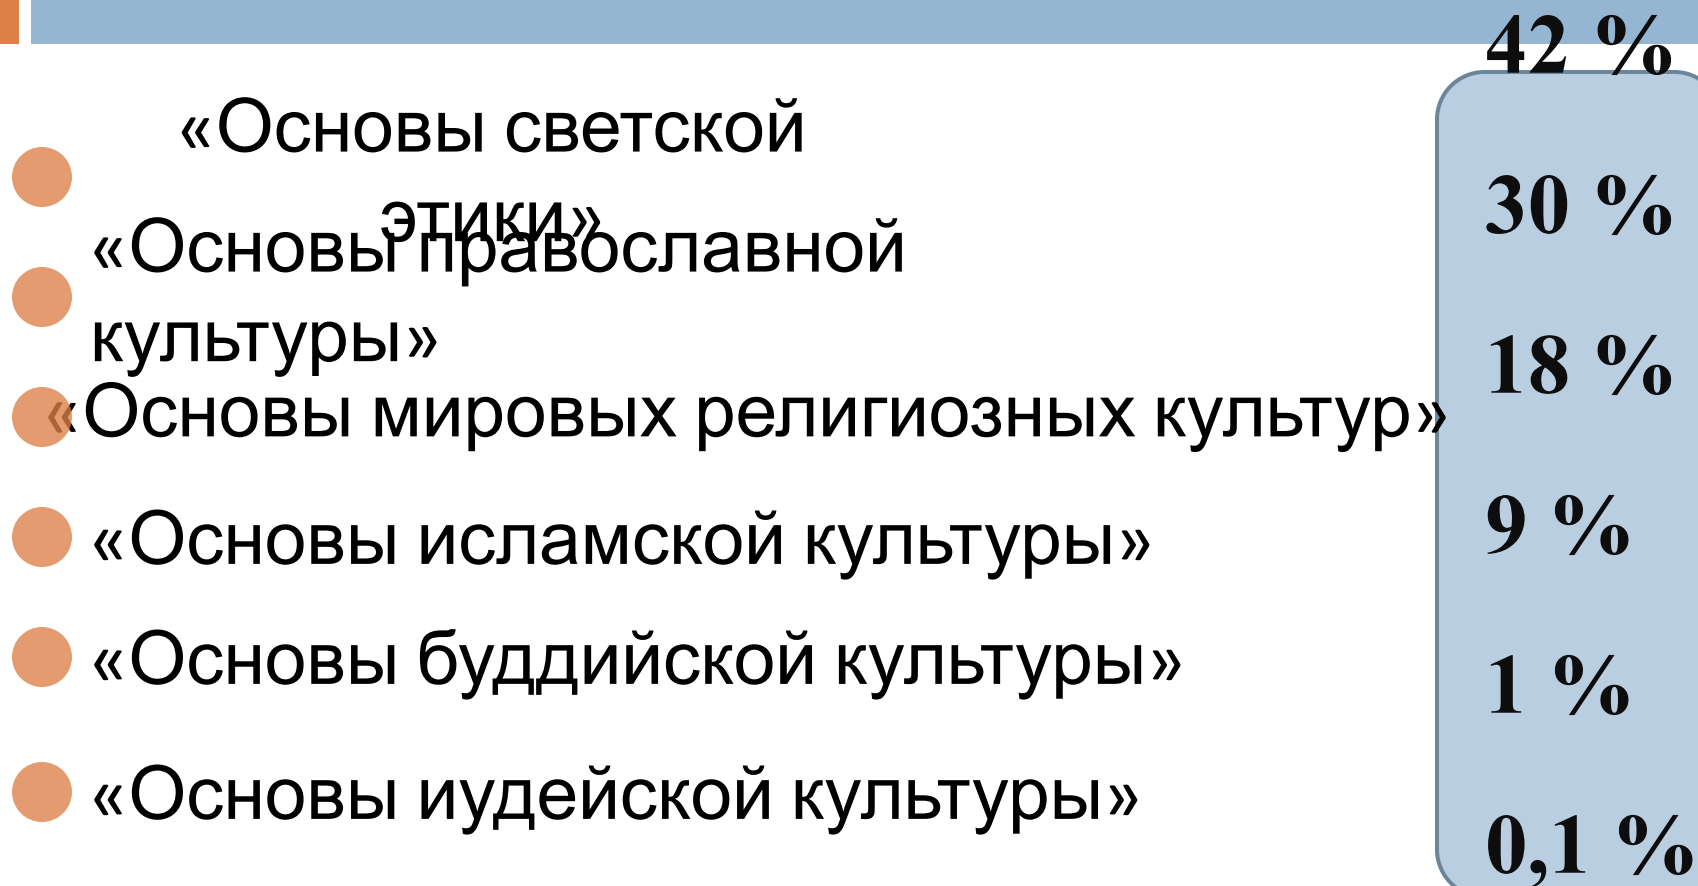 «Основы светской
этики»
«Основы православной
культуры»
«Основы мировых религиозных культур»
«Основы исламской культуры»
«Основы буддийской культуры»
«Основы иудейской культуры»
42 %
30 %
18 %
9 %
1 %
0,1 %